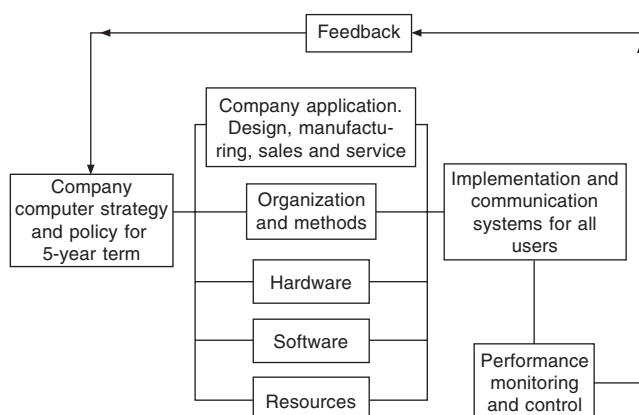 Feedback
Company application.
Design, manufactu-
ring, sales and service
Company
computer strategy
and policy for
5-year term
Organization
and methods
Implementation and
communication
systems for all
users
Hardware
Software
Resources
Performance
monitoring
and control